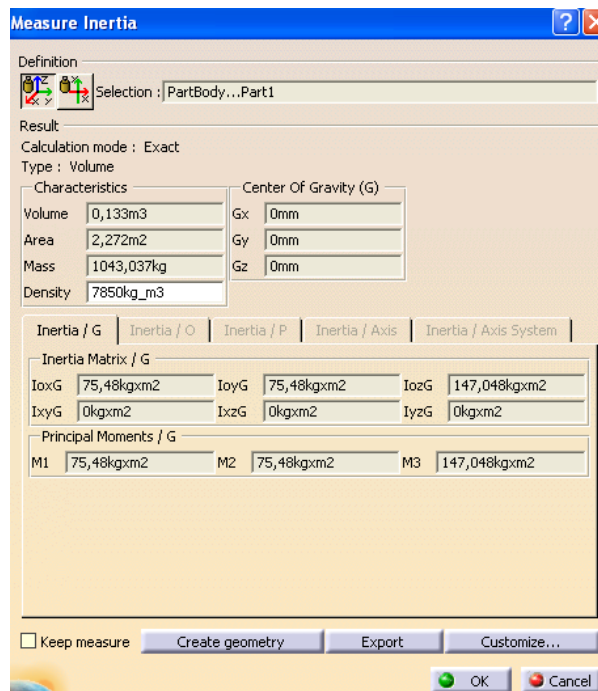 Measure Inertia
Definition
Selection : PartBody...Part1
Result
Calculation mode : Exact
Type : Volume
Characteristics Center Of Gravity (G)
Volume 0,133m3 Gx 0mm
Area 2,272m2 Gy 0mm
Mass 1043,037kg Gz 0mm
Density 7850kg_m3
Inertia / G Inertia / O Inertia / P Inertia / Axis Inertia / Axis System
Inertia Matrix / G
IoxG 75,48kgxm2 IoyG 75,48kgxm2 IozG 147,048kgxm2
IxyG 0kgxm2 IxzG 0kgxm2 IyzG 0kgxm2
Principal Moments / G
M1 75,48kgxm2 M2 75,48kgxm2 M3 147,048kgxm2
Keep measure Create geometry Export Customize...
OK Cancel